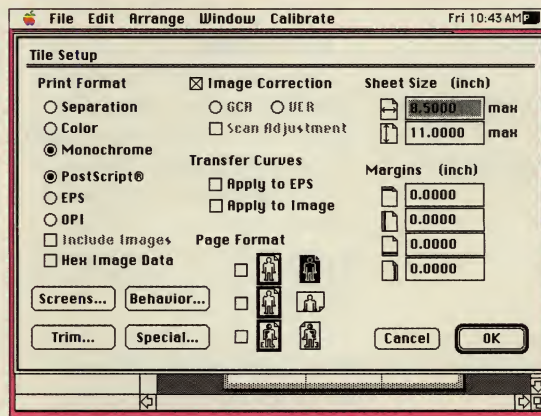 File Edit Arrange Window Calibrate Fri 10:43 AM
Tile Setup
Print Format
Separation
Color
Monochrome
PostScript®
EPS
OPI
Include Images
Hex Image Data
Screens... Behavior...
Trim... Special...
Image Correction
GCR UCR
Scan Adjustment
Transfer Curves
Apply to EPS
Apply to Image
Page Format
Sheet Size (inch)
8.5000 max
11.0000 max
Margins (inch)
0.0000
0.0000
0.0000
0.0000
Cancel OK